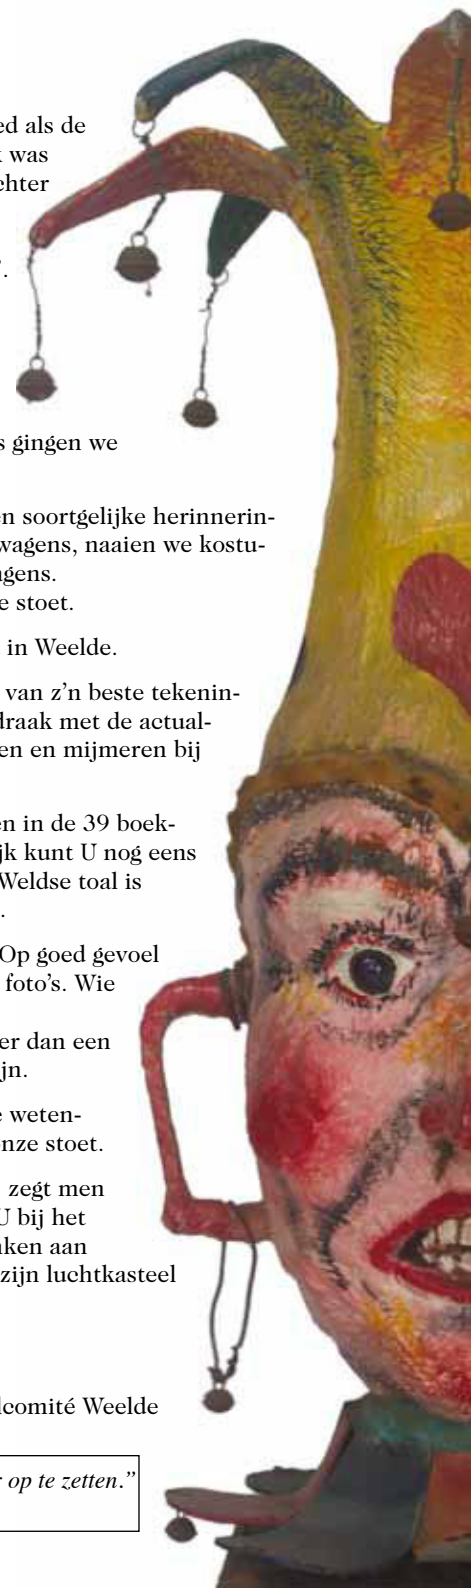 ed als de
was
chter
.
s gingen we
en soortgelijke herinnerin-
wagens, naaien we kostu-
agens.
e stoet.
in Weelde.
van z'n beste tekenin-
draak met de actual-
en en mijmeren bij
en in de 39 boek-
jk kunt U nog eens
Weldse toal is
.
Op goed gevoel
foto's. Wie
er dan een
ijn.
e weten-
onze stoet.
zegt men
U bij het
nken aan
zijn luchtkasteel
lcomité Weelde
r op te zetten.”